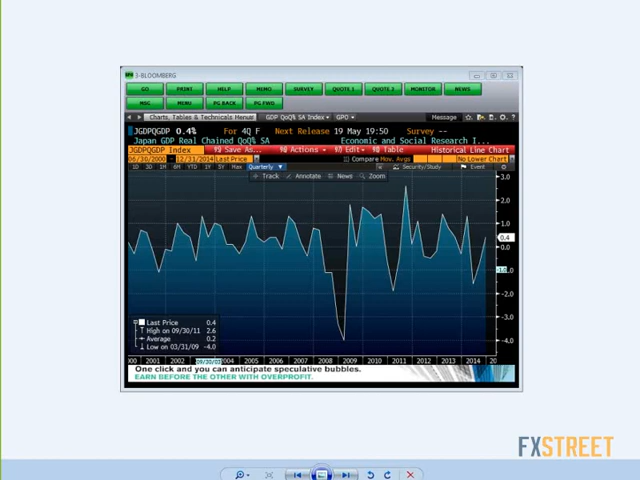 3-BLOOMBERG
GO PRINT HELP MEMO SURVEY QUOTE 1 QUOTE 2 MONITOR NEWS
MSG MENU PG BACK PG FWD
Charts, Tables & Technicals Menus GDP QoQ% SA Index GPO Message
JGDPQGDP 0.4% For 4Q F Next Release 19 May 19:50 Survey --
Japan GDP Real Chained QoQ% SA Economic and Social Research I...
JGDPQGDP Index Save As... Actions Edit Table Historical Line Chart
06/30/2000 - 12/31/2014 Last Price Compare Mov. Avgs No Lower Chart
1D 3D 1M 6M YTD 1Y 5Y Max Quarterly Security/Study Event
Track Annotate News Zoom
3.0
2.0
1.0
0.4
-1.0
-2.0
-3.0
-4.0
Last Price 0.4
High on 09/30/11 2.6
Average 0.2
Low on 03/31/09 -4.0
2001 2002 2004 2005 2006 2007 2008 2009 2010 2011 2012 2013 2014 20
One click and you can anticipate speculative bubbles.
EARN BEFORE THE OTHER WITH OVERPROFIT.
FXSTREET